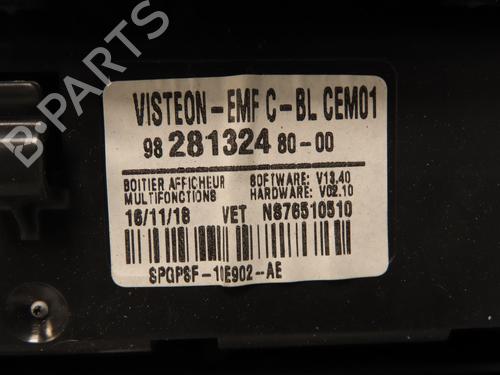 VISTEON-EMF C-BL CEM01
98 281324 80-00
BOITIER AFFICHEUR SOFTWARE: V13.40
MULTIFONCTIONS HARDWARE: V02.10
16/11/18 VET NS76510510
SPQPSF-10E902-AE
B-PARTS